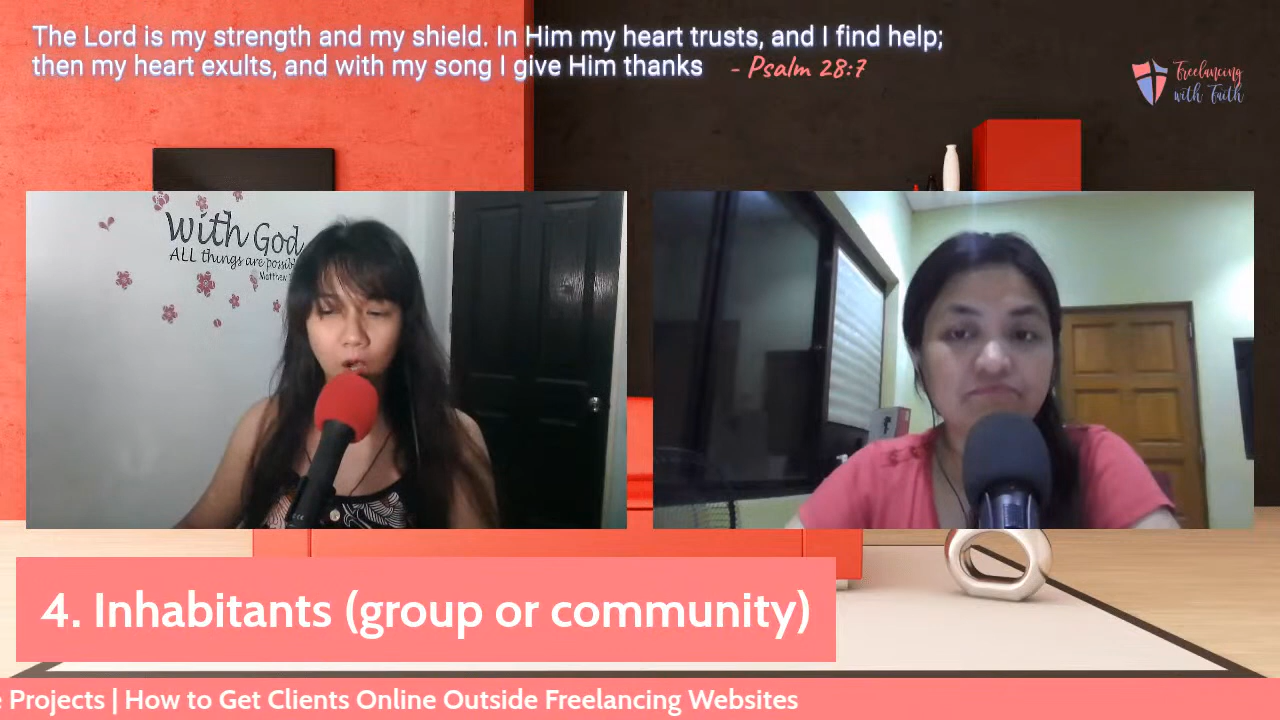 The Lord is my strength and my shield. In Him my heart trusts, and I find help;
then my heart exults, and with my song I give Him thanks - Psalm 28:7
Freelancing
with Faith
With God
ALL things are possib
Matthew
4. Inhabitants (group or community)
e Projects | How to Get Clients Online Outside Freelancing Websites